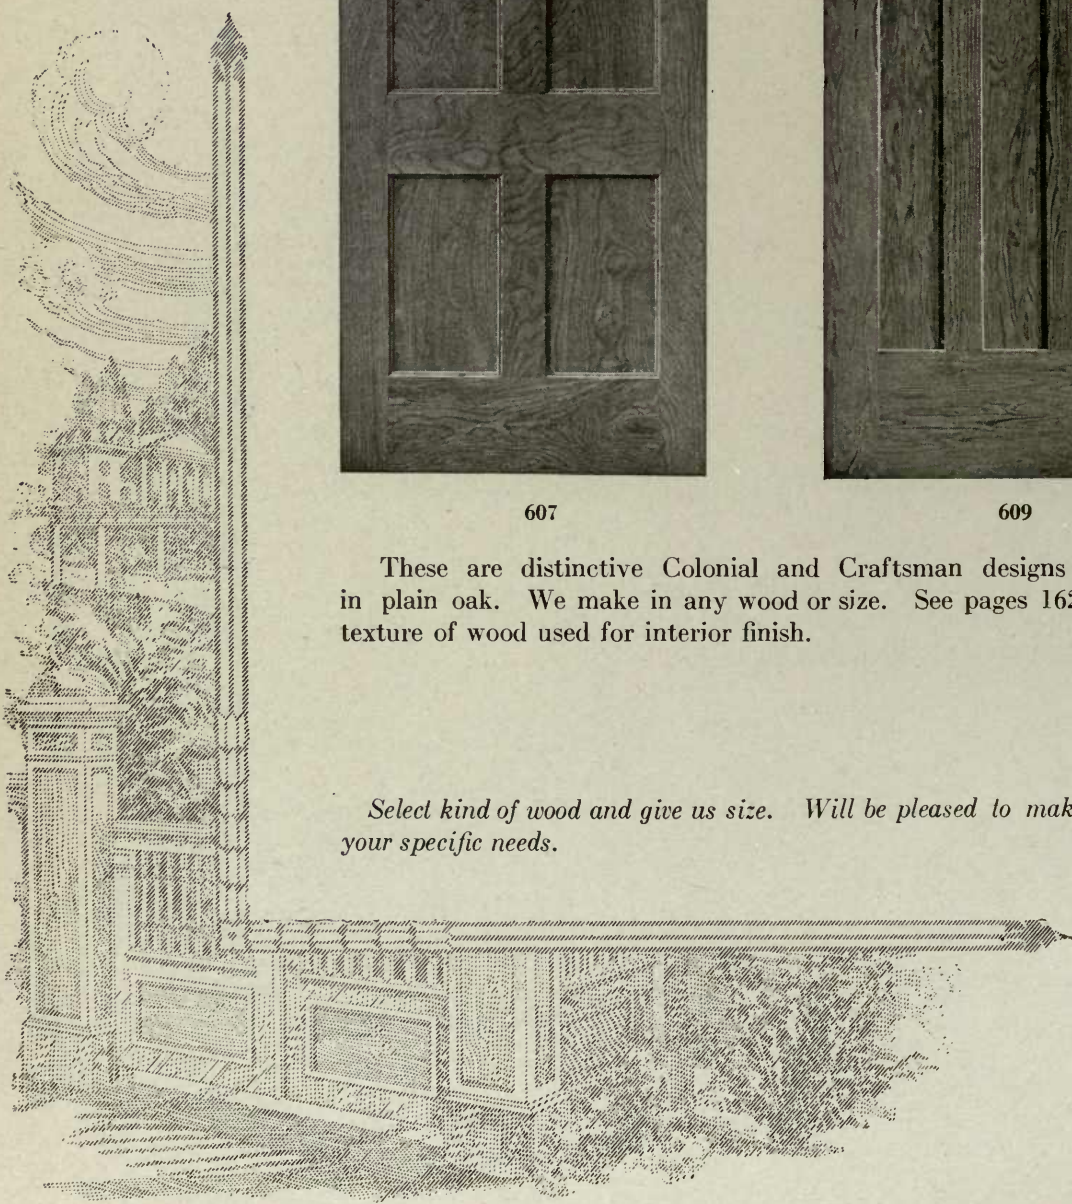 607 609
These are distinctive Colonial and Craftsman designs
in plain oak. We make in any wood or size. See pages 162
texture of wood used for interior finish.
Select kind of wood and give us size. Will be pleased to mak
your specific needs.